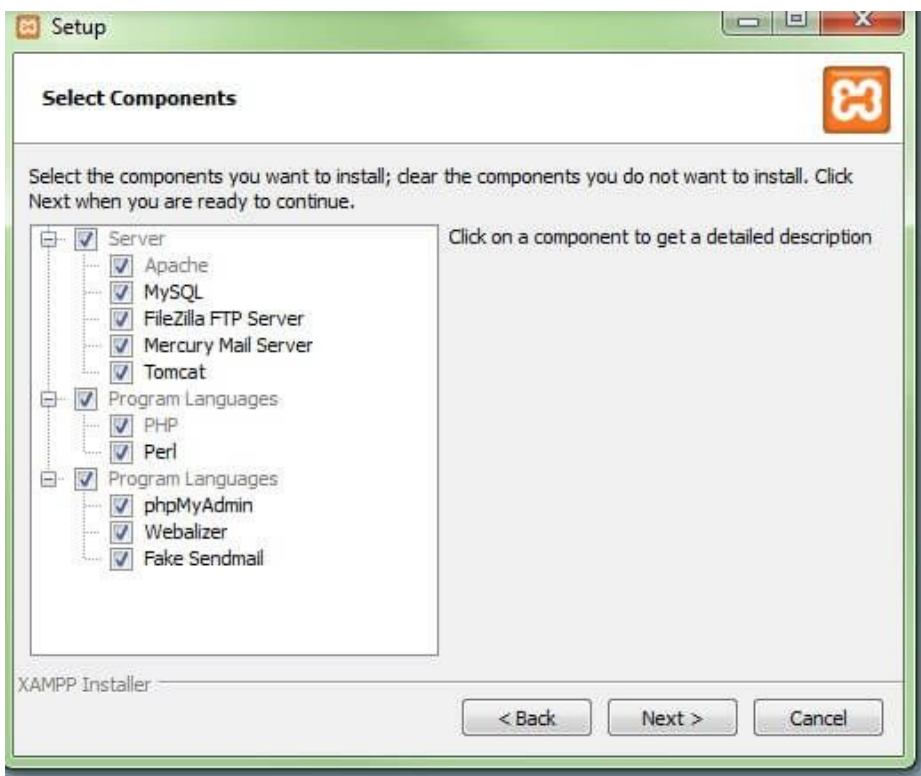 Setup
Select Components
Select the components you want to install; clear the components you do not want to install. Click
Next when you are ready to continue.
Server
Apache
MySQL
FileZilla FTP Server
Mercury Mail Server
Tomcat
Program Languages
PHP
Perl
Program Languages
phpMyAdmin
Webalizer
Fake Sendmail
Click on a component to get a detailed description
XAMPP Installer
< Back
Next >
Cancel